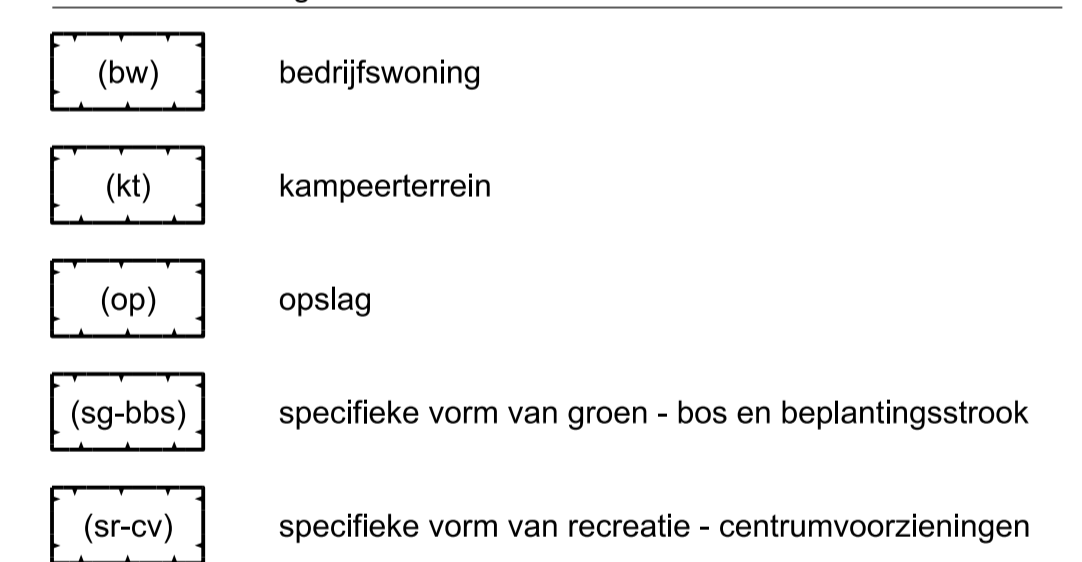 (bw) bedrijfswoning
(kt) kampeerterrein
(op) opslag
(sg-bbs) specifieke vorm van groen - bos en beplantingsstrook
(sr-cv) specifieke vorm van recreatie - centrumvoorzieningen